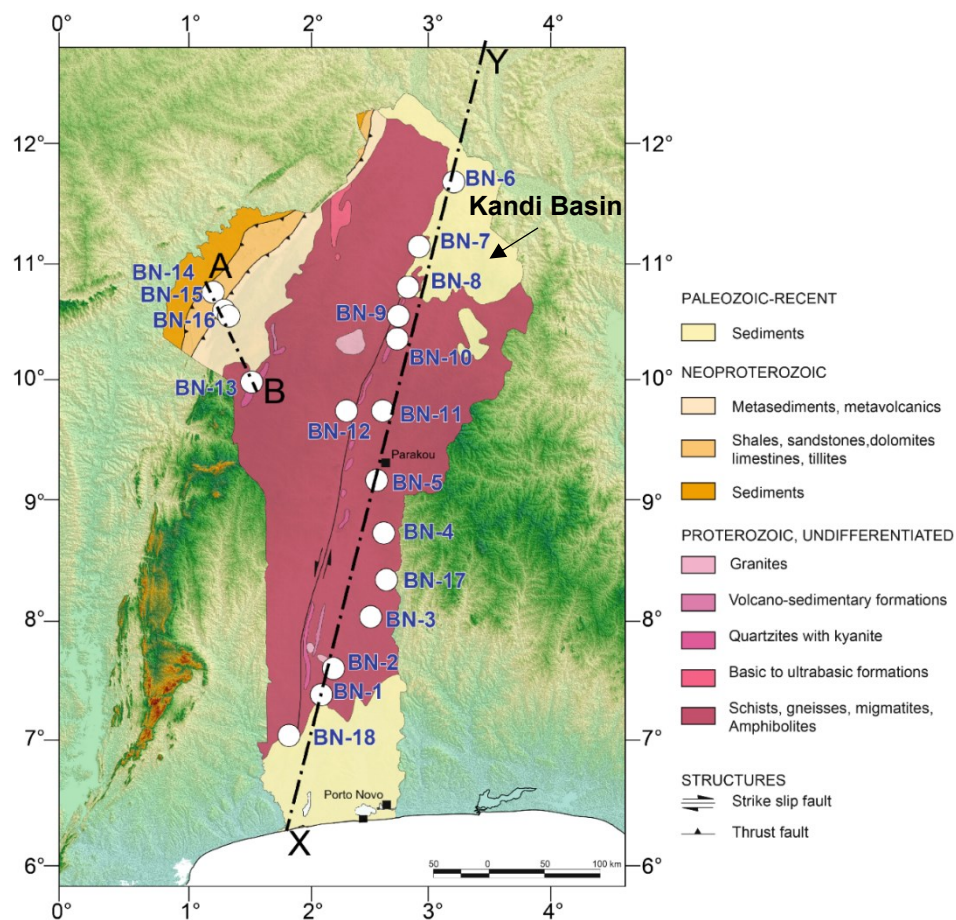 0° 1° 2° 3° 4°
Y
12°
BN-6
Kandi Basin
BN-7
11°
A
BN-14
BN-15
BN-8
BN-16
BN-9
BN-10
10°
BN-13
B
BN-11
BN-12
Parakou
9°
BN-5
BN-4
BN-17
8°
BN-3
BN-2
BN-1
7°
BN-18
Porto Novo
X
6°
50 0 50 100 km
0° 1° 2° 3° 4°
12°
11°
10°
9°
8°
7°
6°
PALEOZOIC-RECENT
Sediments
NEOPROTEROZOIC
Metasediments, metavolcanics
Shales, sandstones,dolomites
limestines, tillites
Sediments
PROTEROZOIC, UNDIFFERENTIATED
Granites
Volcano-sedimentary formations
Quartzites with kyanite
Basic to ultrabasic formations
Schists, gneisses, migmatites,
Amphibolites
STRUCTURES
Strike slip fault
Thrust fault